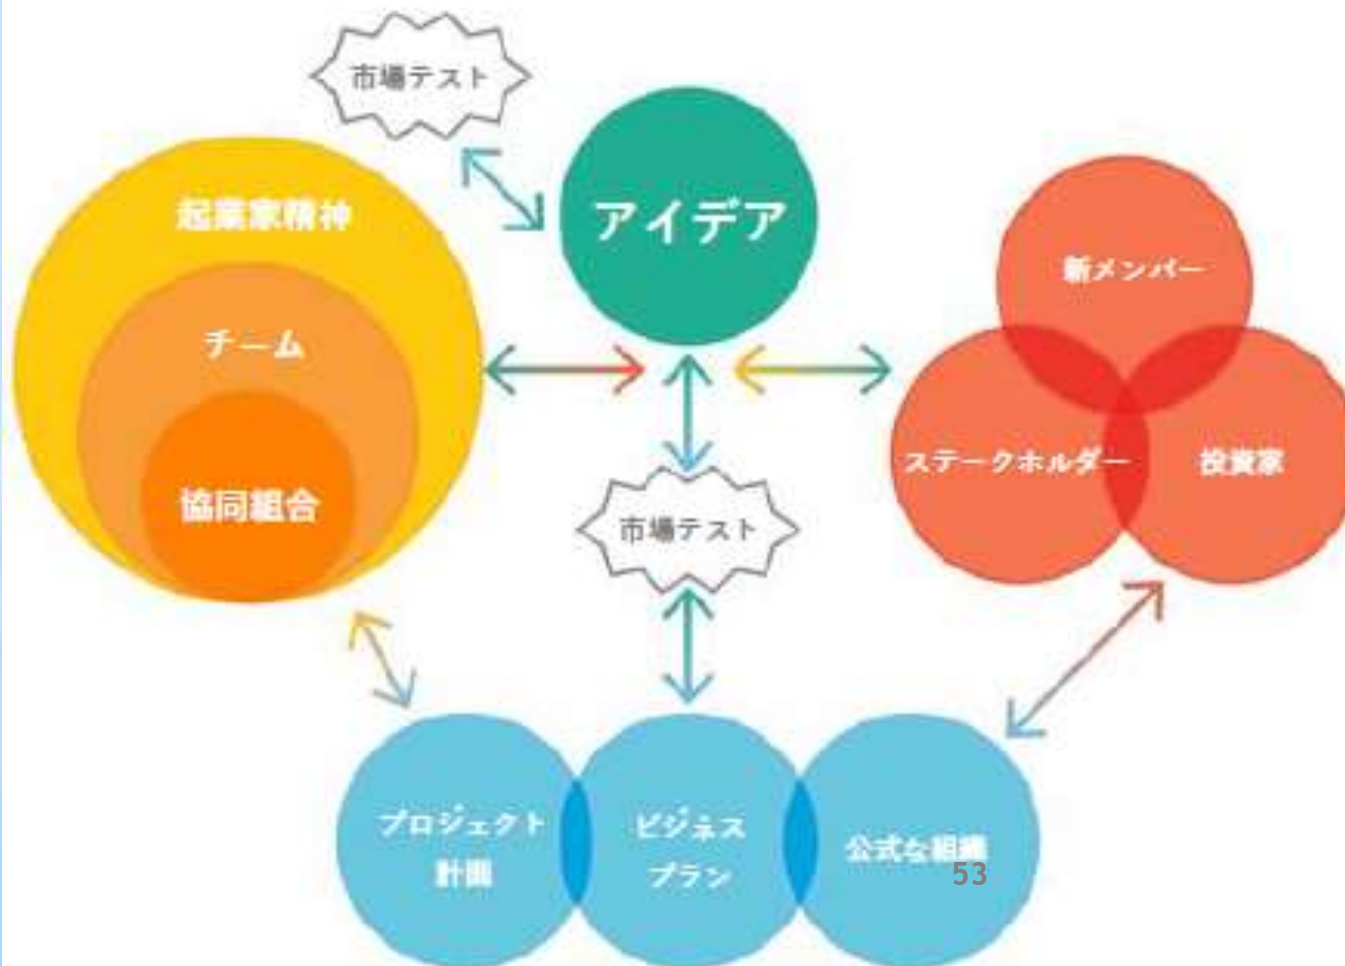 市場テスト
アイデア
起業家精神
チーム
協同組合
新メンバー
ステークホルダー
投資家
市場テスト
プロジェクト
計画
ビジネス
プラン
公式な組織
53